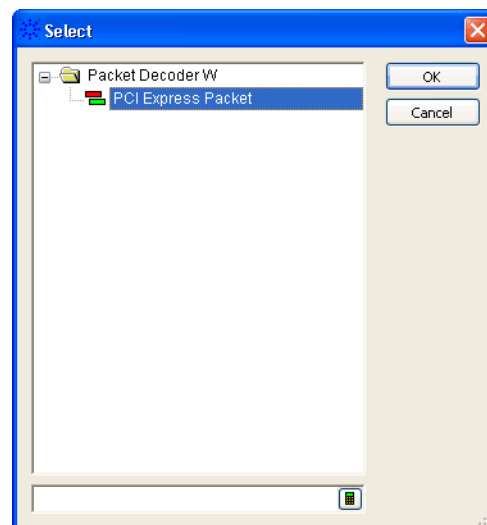 Select
Packet Decoder W
PCI Express Packet
OK
Cancel